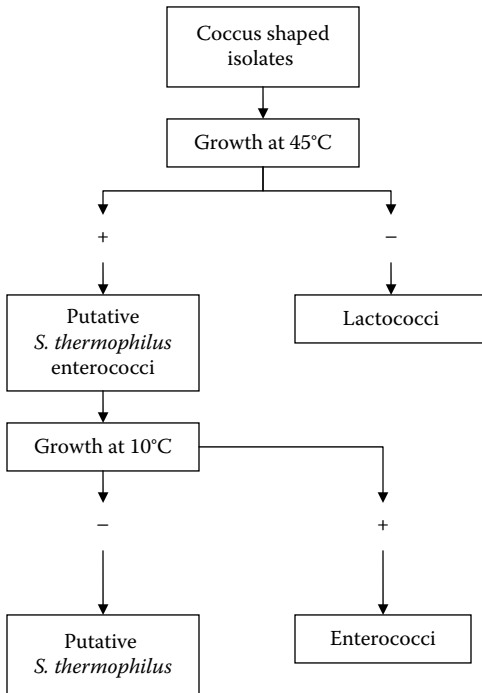 Coccus shaped
isolates
Growth at 45°C
+
−
Putative
S. thermophilus
enterococci
Lactococci
Growth at 10°C
−
+
Putative
S. thermophilus
Enterococci